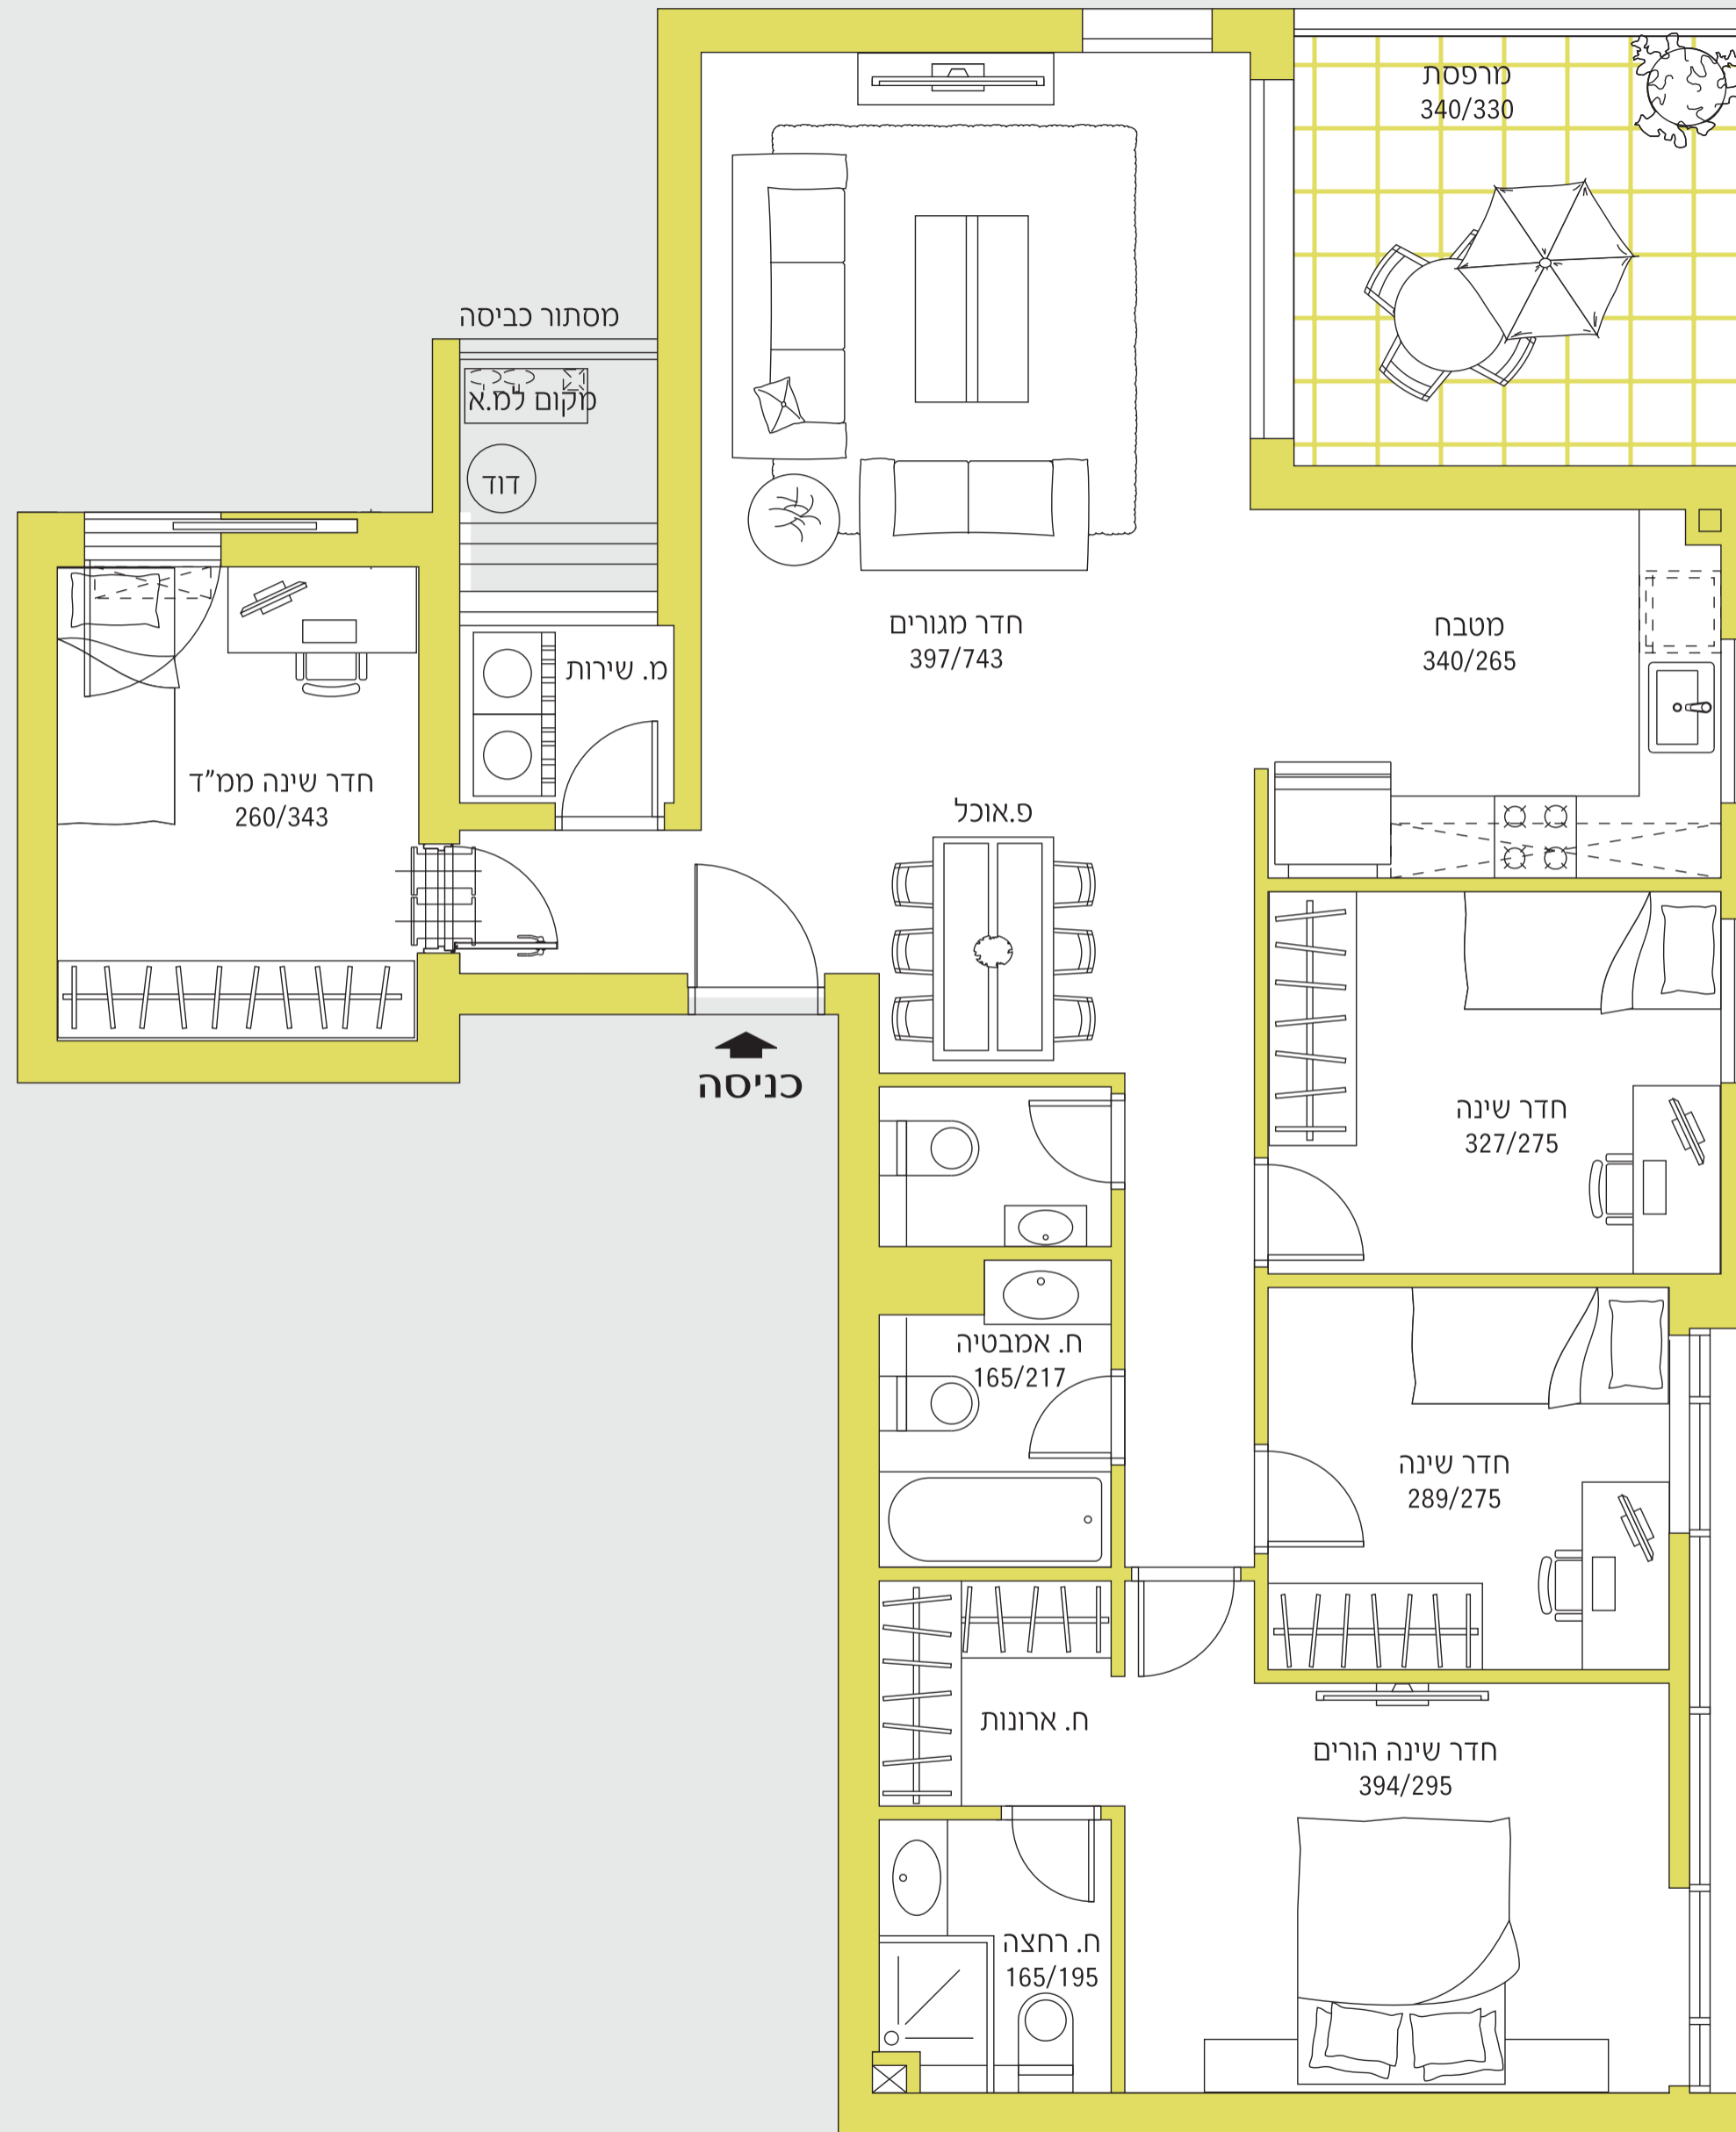 מרפסת
340/330
מסתור כביסה
מקום למ.א
דוד
חדר מגורים
397/743
מטבח
340/265
מ. שירות
חדר שינה ממ״ד
260/343
פ.אוכל
כניסה
חדר שינה
327/275
ח. אמבטיה
165/217
חדר שינה
289/275
ח. ארונות
חדר שינה הורים
394/295
ח. רחצה
165/195